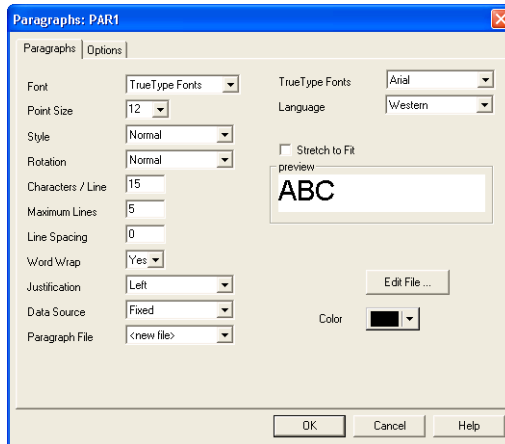 Paragraphs: PAR1
Paragraphs Options
Font TrueType Fonts
Point Size 12
Style Normal
Rotation Normal
Characters / Line 15
Maximum Lines 5
Line Spacing 0
Word Wrap Yes
Justification Left
Data Source Fixed
Paragraph File <new file>
TrueType Fonts Arial
Language Western
Stretch to Fit
preview
ABC
Edit File ...
Color
OK Cancel Help